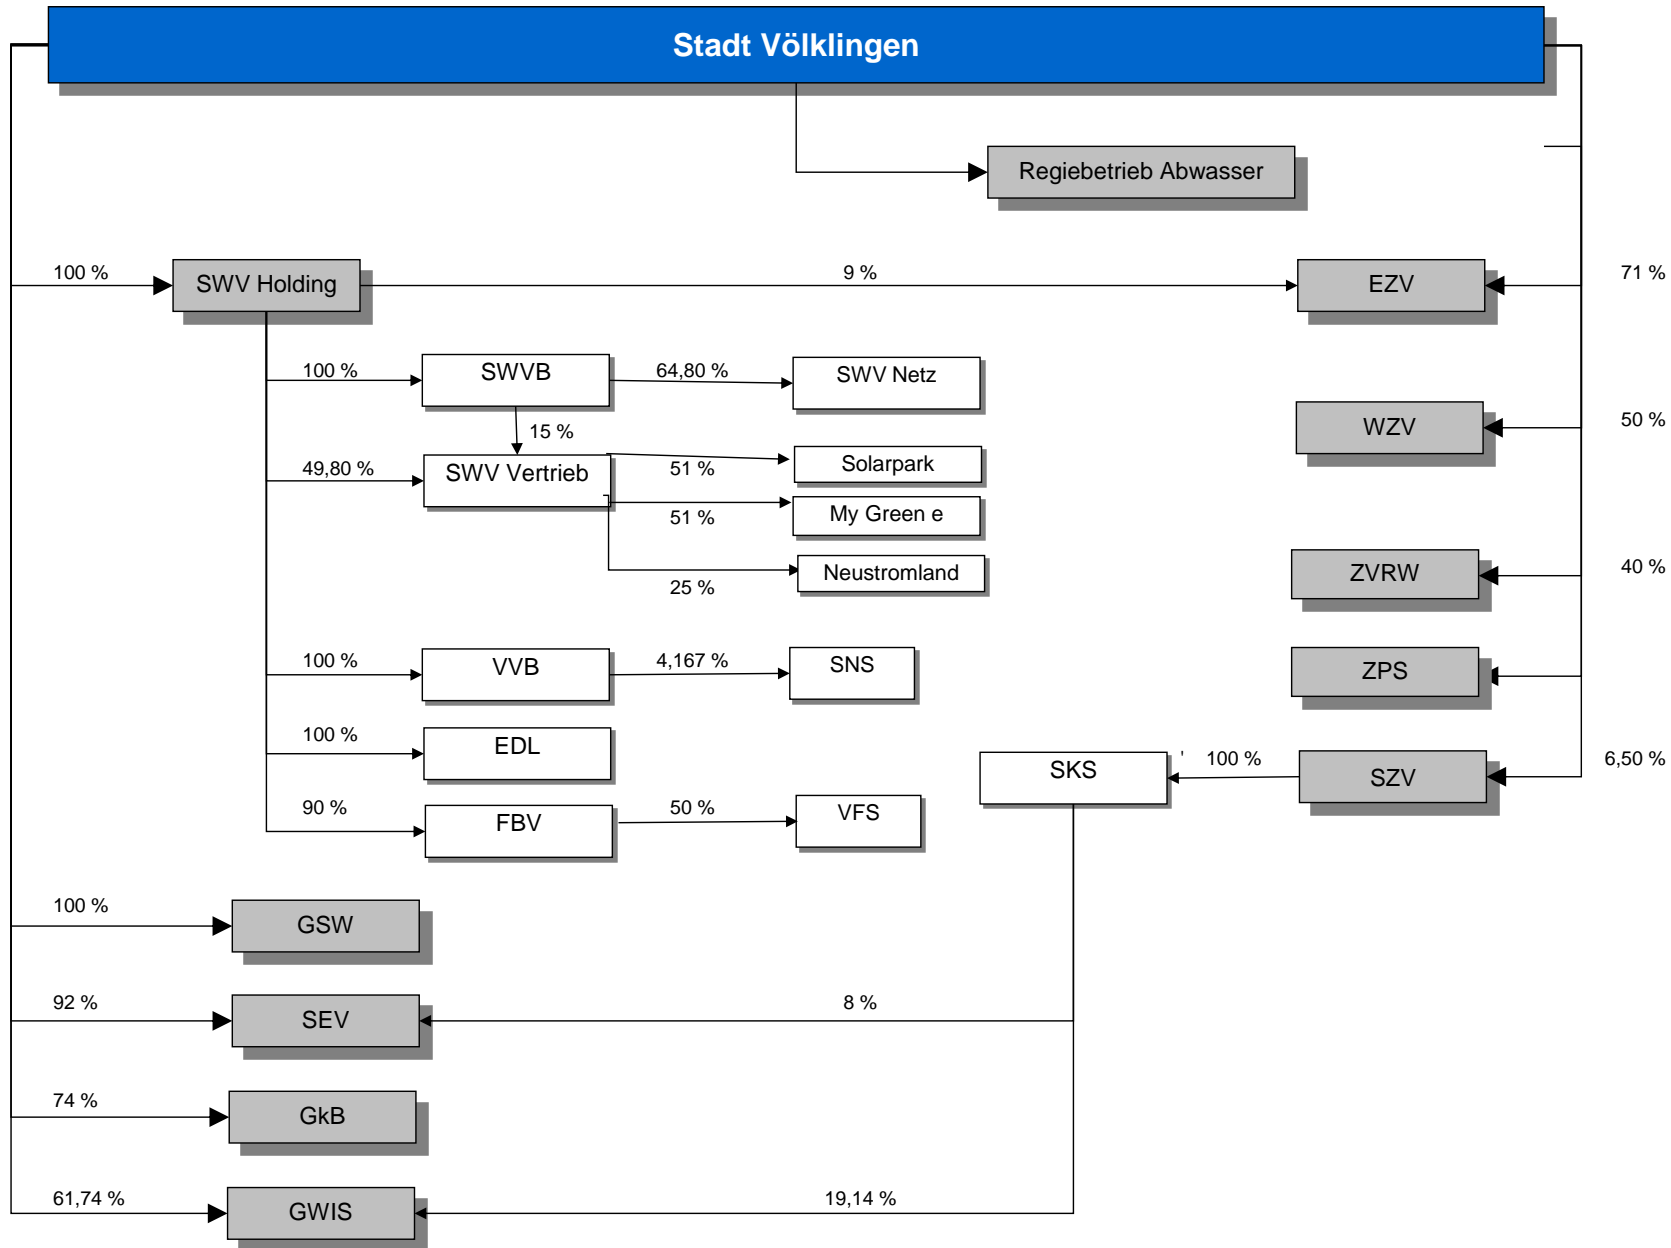 Stadt Völklingen
Regiebetrieb Abwasser
100 %
SWV Holding
9 %
EZV
71 %
100 %
SWVB
64,80 %
SWV Netz
15 %
WZV
50 %
49,80 %
SWV Vertrieb
51 %
Solarpark
51 %
My Green e
25 %
Neustromland
ZVRW
40 %
100 %
VVB
4,167 %
SNS
ZPS
100 %
EDL
SKS
' 100 %
SZV
6,50 %
90 %
FBV
50 %
VFS
100 %
GSW
92 %
SEV
8 %
74 %
GkB
61,74 %
GWIS
19,14 %